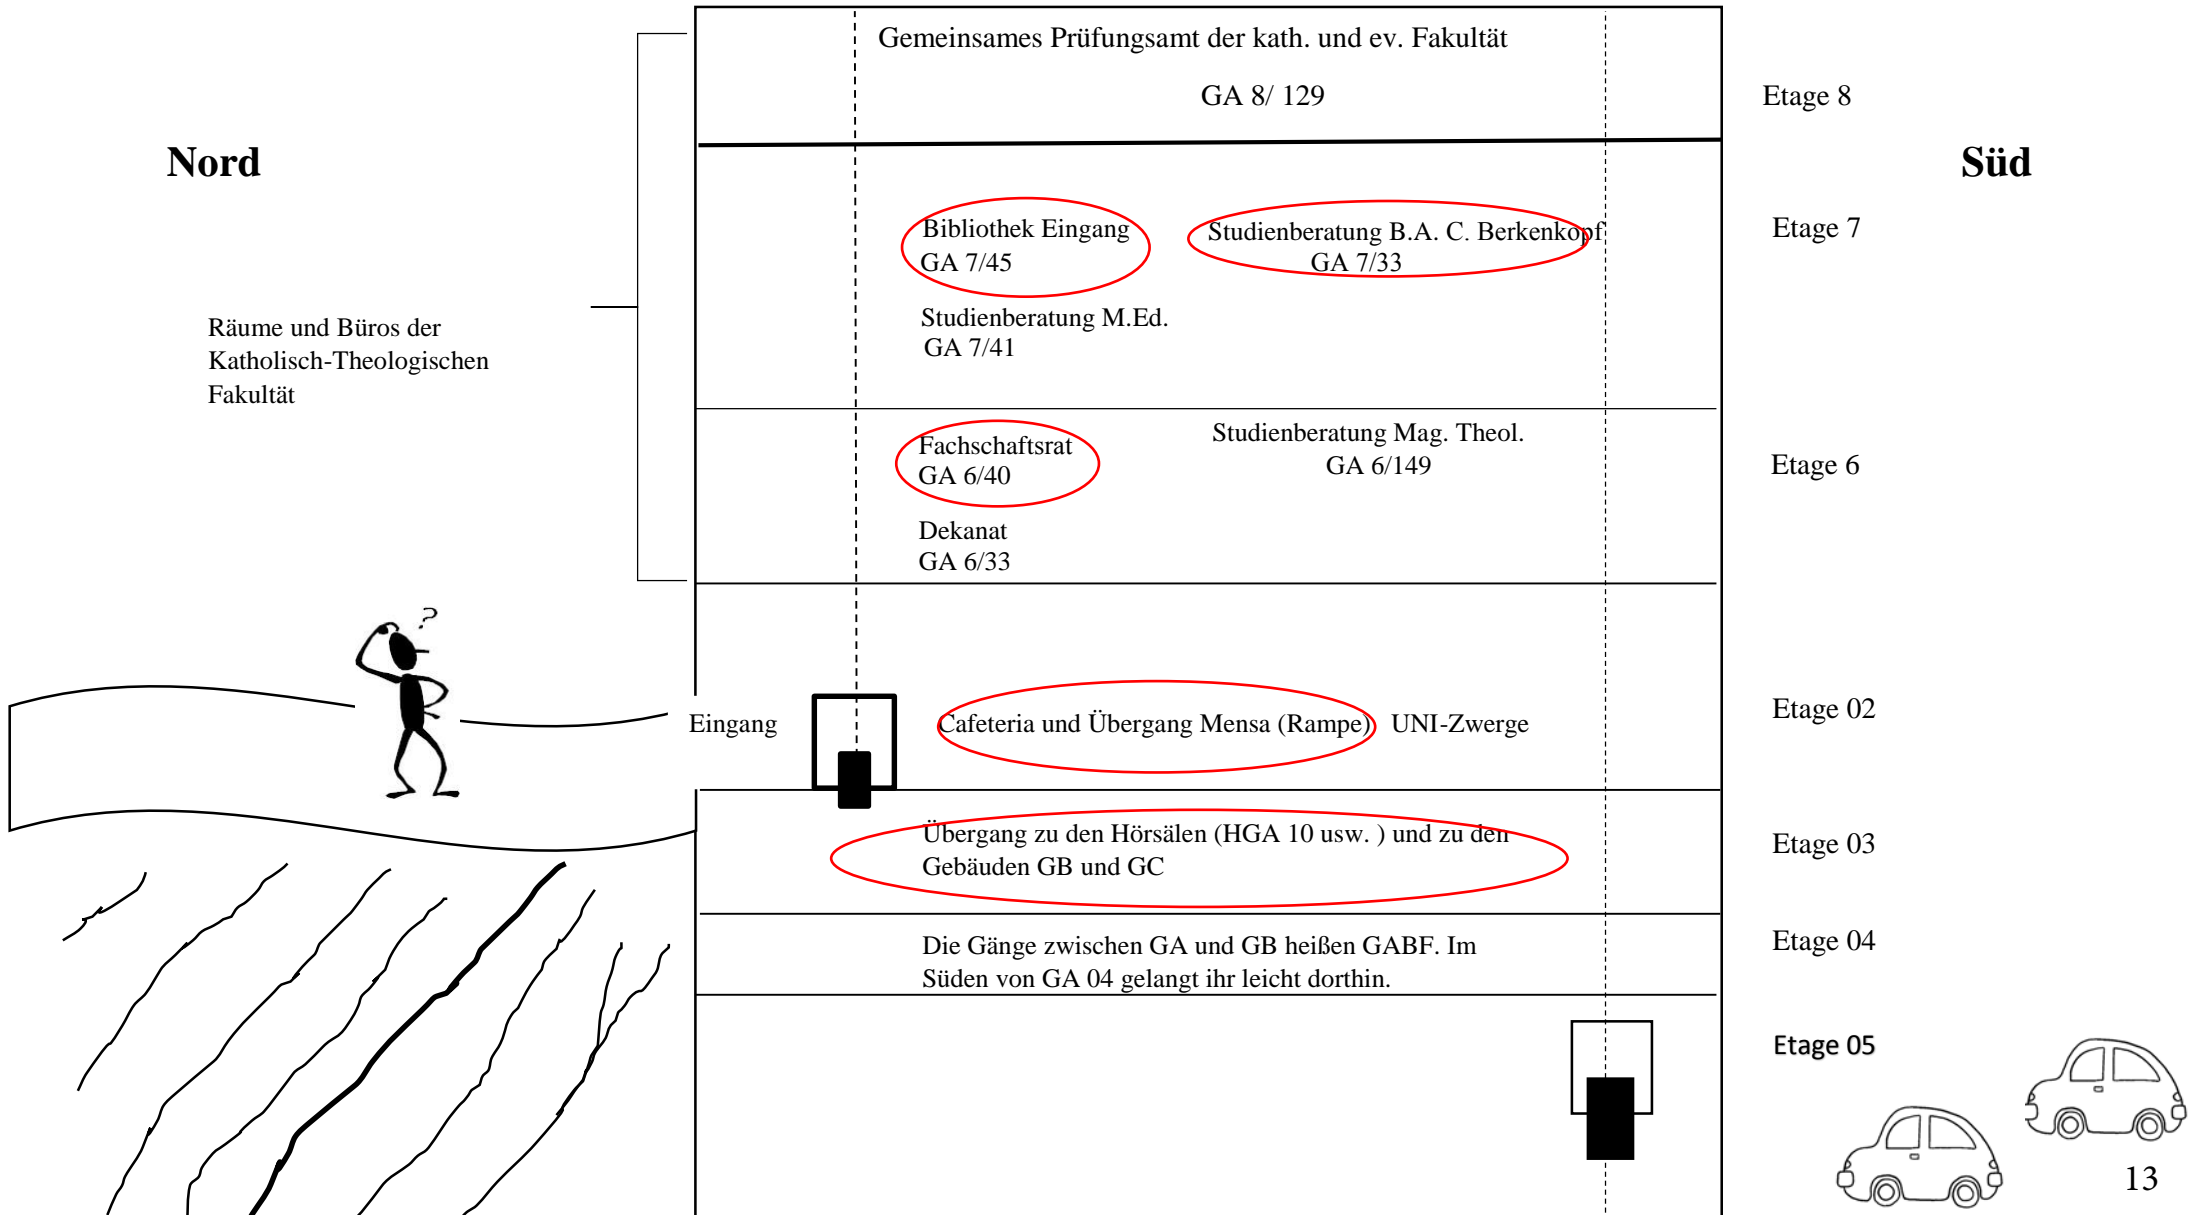 Gemeinsames Prüfungsamt der kath. und ev. Fakultät
GA 8/ 129
Etage 8
Nord
Süd
Bibliothek Eingang
GA 7/45
Studienberatung B.A. C. Berkenkopf
GA 7/33
Etage 7
Studienberatung M.Ed.
GA 7/41
Räume und Büros der
Katholisch-Theologischen
Fakultät
Fachschaftsrat
GA 6/40
Studienberatung Mag. Theol.
GA 6/149
Etage 6
Dekanat
GA 6/33
?
Eingang
Cafeteria und Übergang Mensa (Rampe)
UNI-Zwerge
Etage 02
Übergang zu den Hörsälen (HGA 10 usw. ) und zu den
Gebäuden GB und GC
Etage 03
Die Gänge zwischen GA und GB heißen GABF. Im
Süden von GA 04 gelangt ihr leicht dorthin.
Etage 04
Etage 05
13